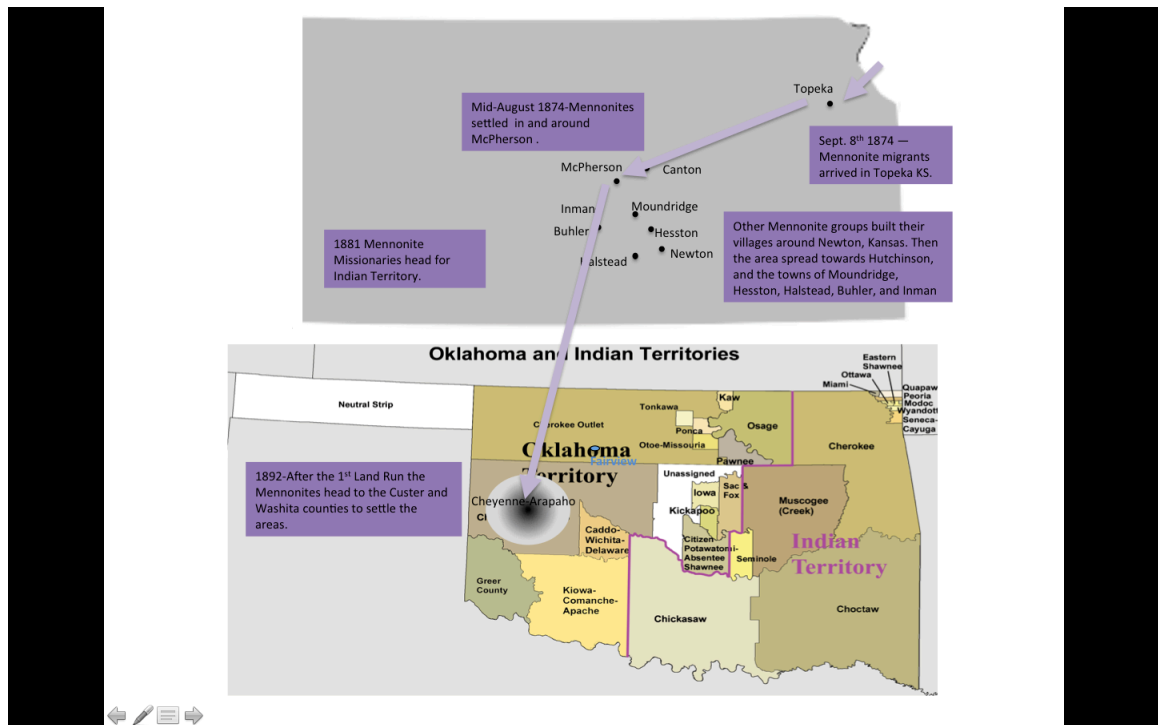 Topeka
Mid-August 1874-Mennonites
settled in and around
McPherson .
Sept. 8th 1874 —
Mennonite migrants
arrived in Topeka KS.
McPherson
Canton
Inman
Moundridge
Buhler
Hesston
Newton
Halstead
Other Mennonite groups built their
villages around Newton, Kansas. Then
the area spread towards Hutchinson,
and the towns of Moundridge,
Hesston, Halstead, Buhler, and Inman
1881 Mennonite
Missionaries head for
Indian Territory.
Oklahoma and Indian Territories
Eastern
Shawnee
Ottawa
Miami
Quapaw
Peoria
Modoc
Wyandott
Seneca-
Cayuga
Neutral Strip
Kaw
Tonkawa
Ponca
Osage
Cherokee Outlet
Otoe-Missouria
Cherokee
Oklahoma
Territory
Fairview
Pawnee
Unassigned
1892-After the 1st Land Run the
Mennonites head to the Custer and
Washita counties to settle the
areas.
Cheyenne-Arapaho
Iowa
Sac &
Fox
Kickapoo
Muscogee
(Creek)
Caddo-
Wichita-
Delaware
Citizen
Potawatomi-
Absentee
Shawnee
Seminole
Indian
Territory
Greer
County
Kiowa-
Comanche-
Apache
Chickasaw
Choctaw